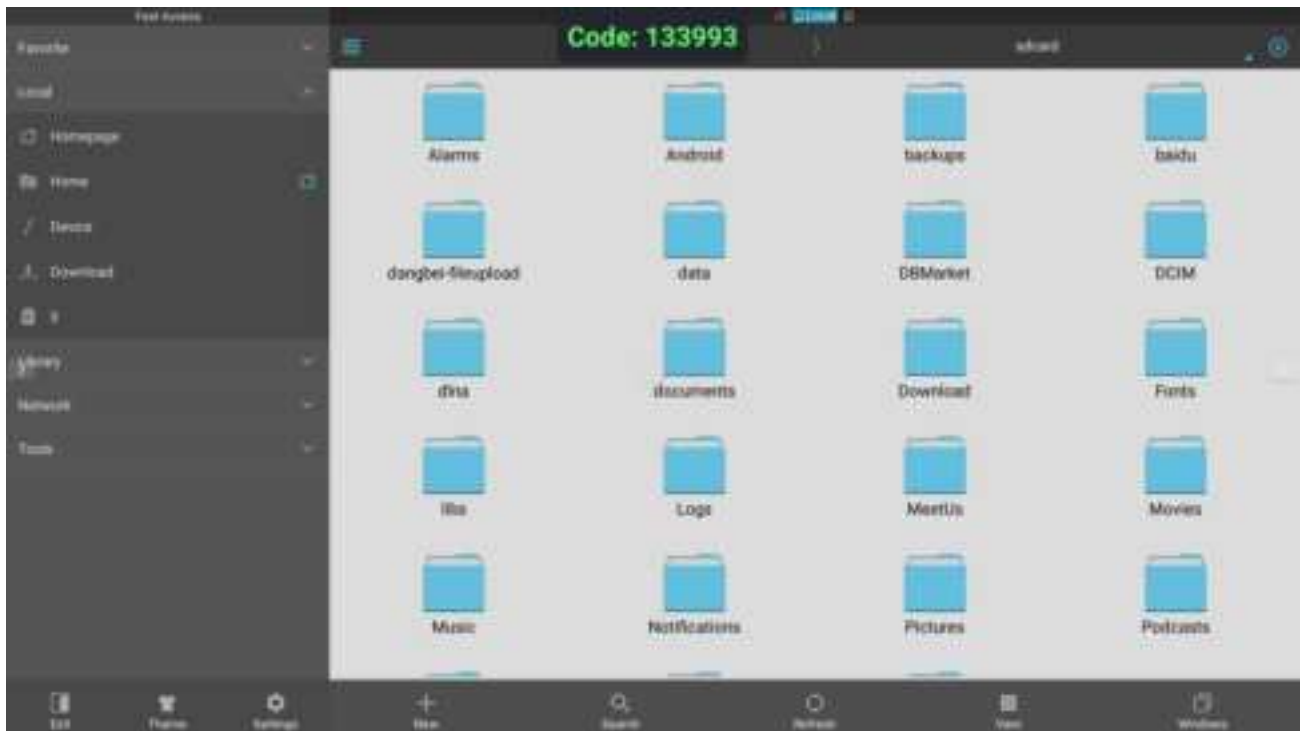 Fast Access
Favorite
Local
Homepage
Home
Device
Download
Library
Network
Tools
Edit
Theme
Settings
Code: 133993
sdcard
Alarms
Android
backups
baidu
dangbei-fileupload
data
DBMarket
DCIM
dlna
documents
Download
Fonts
Logs
MeetUs
Movies
Music
Notifications
Pictures
Podcasts
New
Search
Refresh
View
Windows